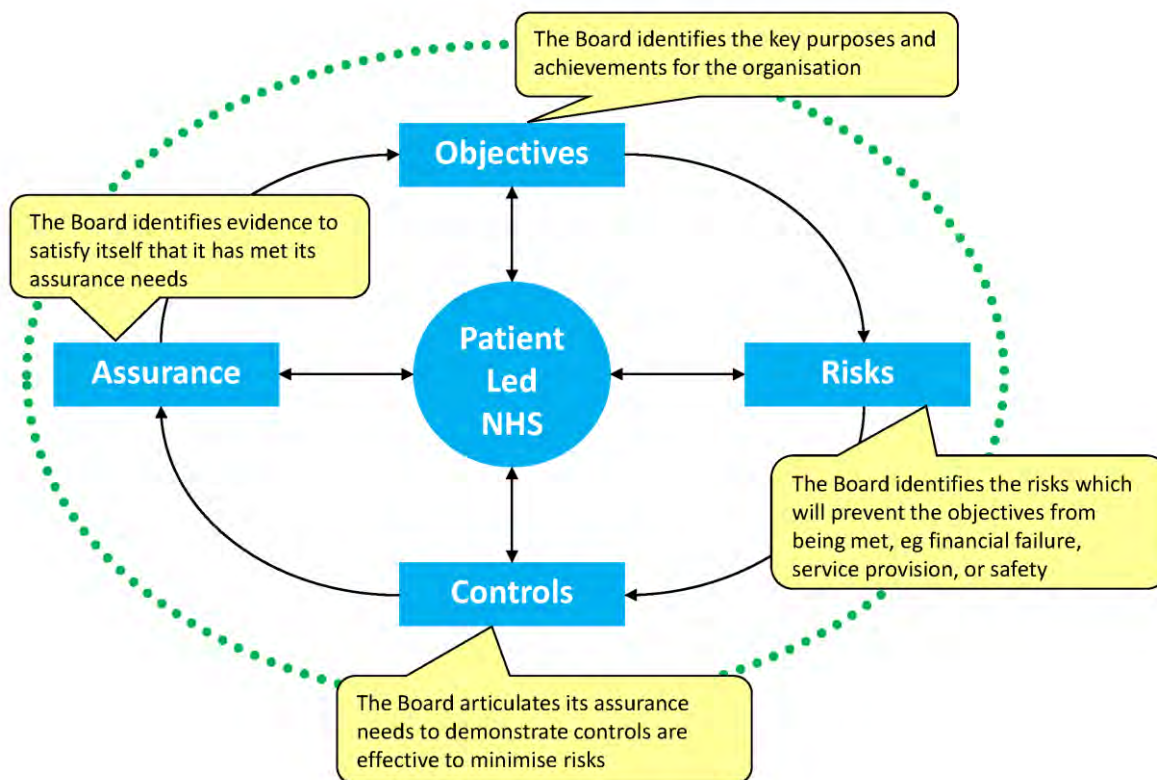 The Board identifies the key purposes and
achievements for the organisation
Objectives
The Board identifies evidence to
satisfy itself that it has met its
assurance needs
Patient
Led
NHS
Assurance
Risks
The Board identifies the risks which
will prevent the objectives from
being met, eg financial failure,
service provision, or safety
Controls
The Board articulates its assurance
needs to demonstrate controls are
effective to minimise risks